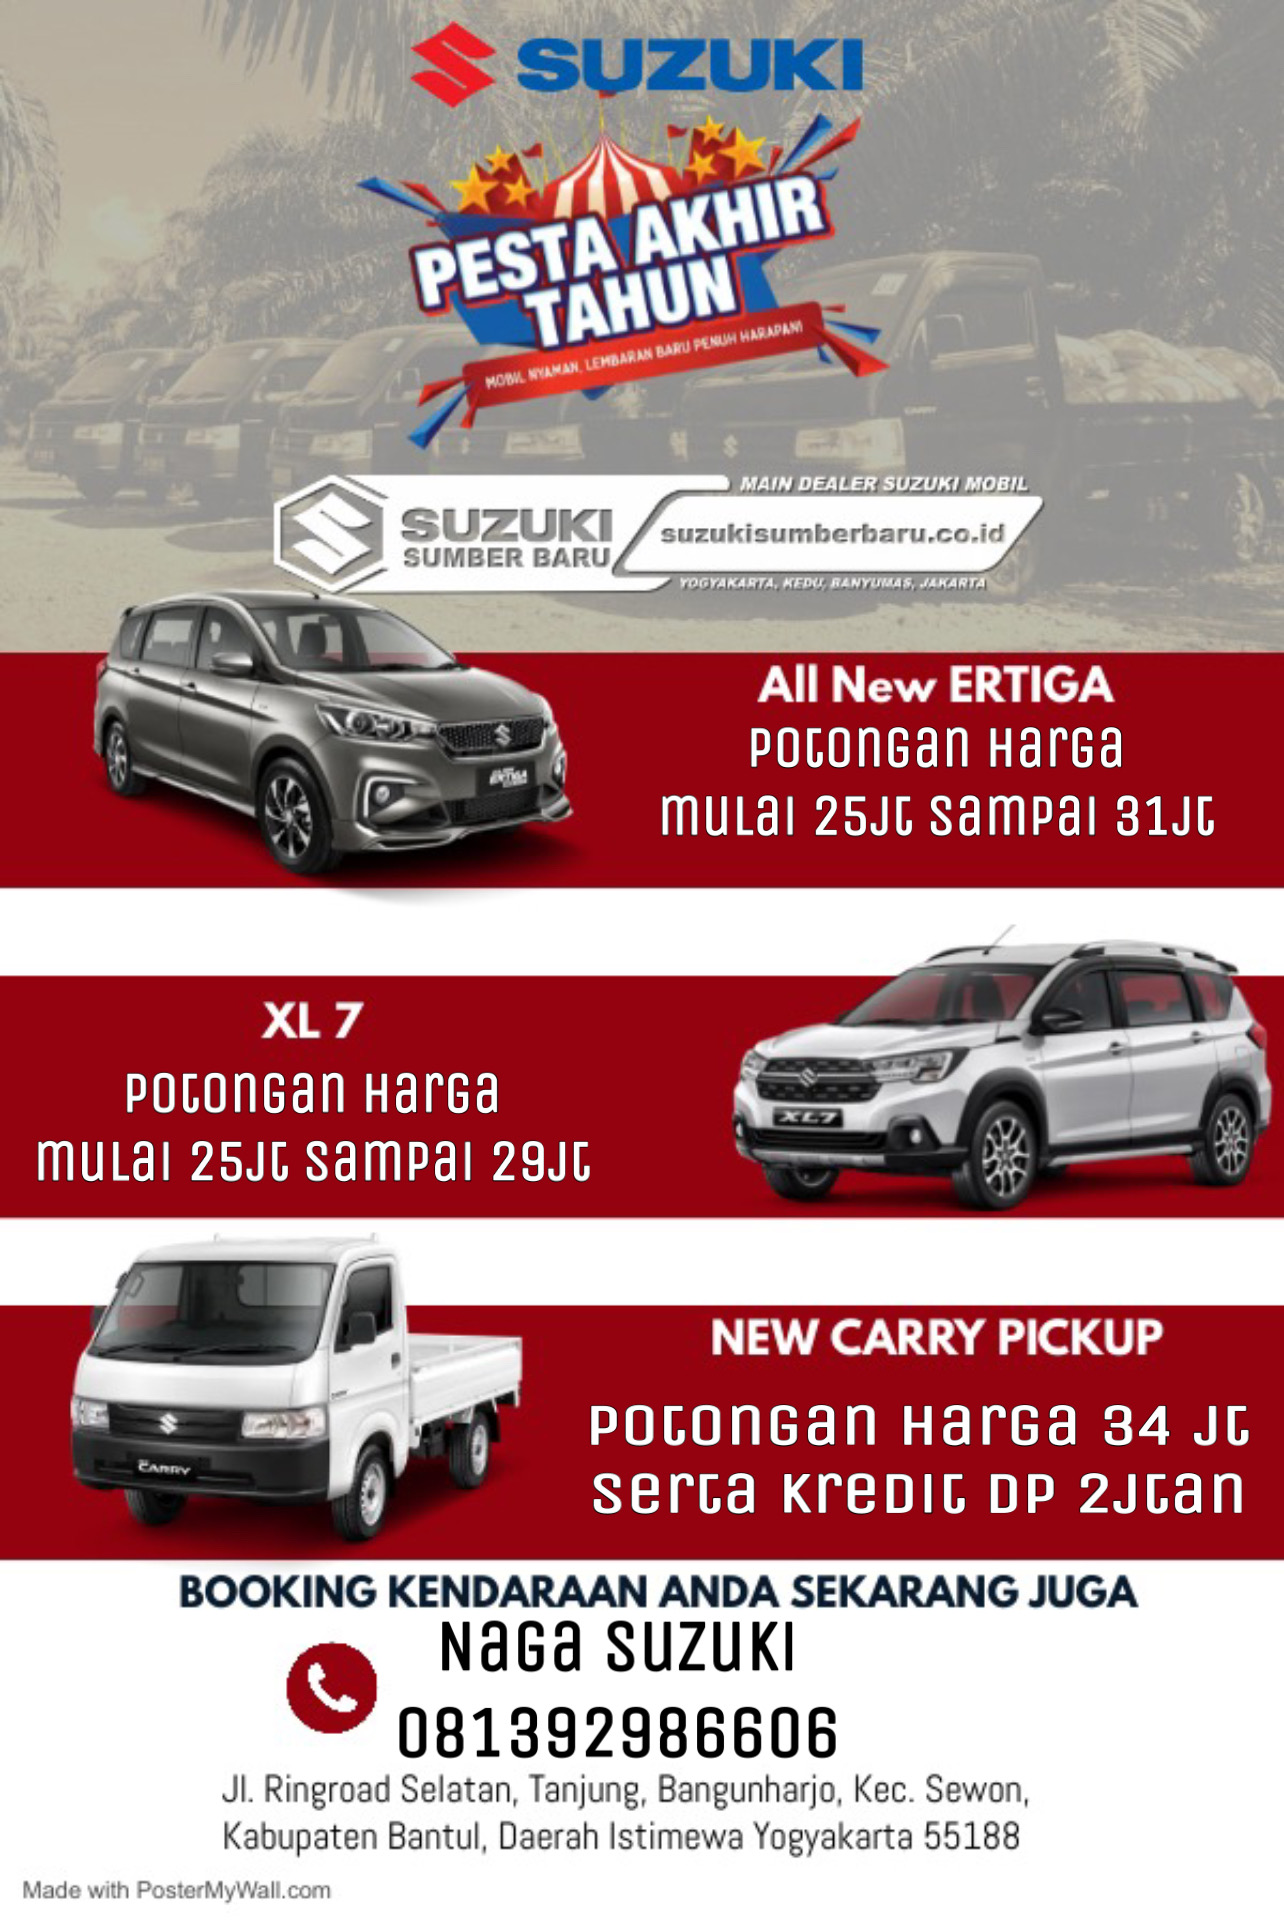 SUZUKI
PESTA AKHIR
TAHUN
MOBIL NYAMAN, LEMBARAN BARU PENUH HARAPAN!
MAIN DEALER SUZUKI MOBIL
SUZUKI
SUMBER BARU
suzukisumberbaru.co.id
YOGYAKARTA, KEDU, BANYUMAS, JAKARTA
CARRY
All New ERTIGA
Potongan Harga
mulai 25jt sampai 31jt
ERTIGA
XL 7
Potongan Harga
mulai 25jt sampai 29jt
XL7
NEW CARRY PICKUP
Potongan Harga 34 jt
serta kredit DP 2jtan
CARRY
BOOKING KENDARAAN ANDA SEKARANG JUGA
Naga Suzuki
081392986606
Jl. Ringroad Selatan, Tanjung, Bangunharjo, Kec. Sewon,
Kabupaten Bantul, Daerah Istimewa Yogyakarta 55188
Made with PosterMyWall.com